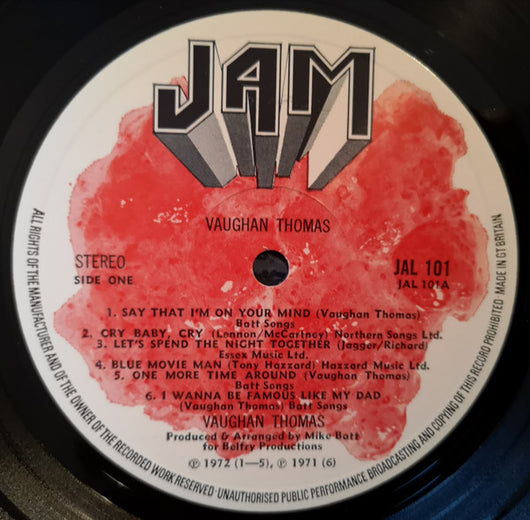 JAM
VAUGHAN THOMAS
STEREO
SIDE ONE
JAL 101
JAL 101A
1. SAY THAT I'M ON YOUR MIND (Vaughan Thomas)
Batt Songs
2. CRY BABY, CRY (Lennon/McCartney) Northern Songs Ltd.
3. LET'S SPEND THE NIGHT TOGETHER (Jagger/Richard)
Essex Music Ltd.
4. BLUE MOVIE MAN (Tony Hazzard) Hazzard Music Ltd.
5. ONE MORE TIME AROUND (Vaughan Thomas)
Batt Songs
6. I WANNA BE FAMOUS LIKE MY DAD
(Vaughan Thomas) Batt Songs
VAUGHAN THOMAS
Produced & Arranged by Mike Batt
for Belfry Productions
℗ 1972 (1—5), ℗ 1971 (6)
ALL RIGHTS OF THE MANUFACTURER AND OF THE OWNER OF THE RECORDED WORK RESERVED · UNAUTHORISED PUBLIC PERFORMANCE BROADCASTING AND COPYING OF THIS RECORD PROHIBITED MADE IN GT BRITAIN.